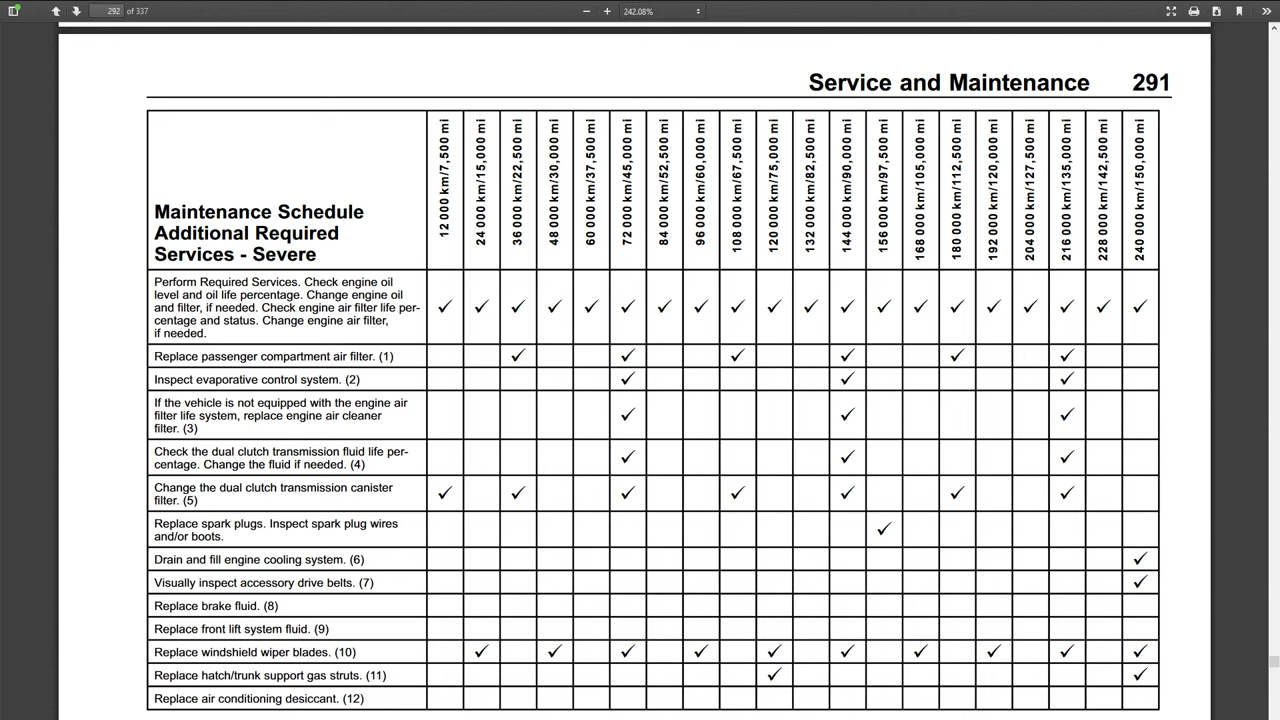 292 of 337
242.08%
Service and Maintenance 291
Maintenance Schedule
Additional Required
Services - Severe
12 000 km/7,500 mi
24 000 km/15,000 mi
36 000 km/22,500 mi
48 000 km/30,000 mi
60 000 km/37,500 mi
72 000 km/45,000 mi
84 000 km/52,500 mi
96 000 km/60,000 mi
108 000 km/67,500 mi
120 000 km/75,000 mi
132 000 km/82,500 mi
144 000 km/90,000 mi
156 000 km/97,500 mi
168 000 km/105,000 mi
180 000 km/112,500 mi
192 000 km/120,000 mi
204 000 km/127,500 mi
216 000 km/135,000 mi
228 000 km/142,500 mi
240 000 km/150,000 mi
Perform Required Services. Check engine oil
level and oil life percentage. Change engine oil
and filter, if needed. Check engine air filter life per-
centage and status. Change engine air filter,
if needed.
✓ ✓ ✓ ✓ ✓ ✓ ✓ ✓ ✓ ✓ ✓ ✓ ✓ ✓ ✓ ✓ ✓ ✓ ✓ ✓
Replace passenger compartment air filter. (1) ✓ ✓ ✓ ✓ ✓ ✓
Inspect evaporative control system. (2) ✓ ✓ ✓
If the vehicle is not equipped with the engine air
filter life system, replace engine air cleaner
filter. (3)
✓ ✓ ✓
Check the dual clutch transmission fluid life per-
centage. Change the fluid if needed. (4)
✓ ✓ ✓
Change the dual clutch transmission canister
filter. (5)
✓ ✓ ✓ ✓ ✓ ✓ ✓
Replace spark plugs. Inspect spark plug wires
and/or boots.
✓
Drain and fill engine cooling system. (6) ✓
Visually inspect accessory drive belts. (7) ✓
Replace brake fluid. (8)
Replace front lift system fluid. (9)
Replace windshield wiper blades. (10) ✓ ✓ ✓ ✓ ✓ ✓ ✓ ✓ ✓ ✓
Replace hatch/trunk support gas struts. (11) ✓ ✓
Replace air conditioning desiccant. (12)